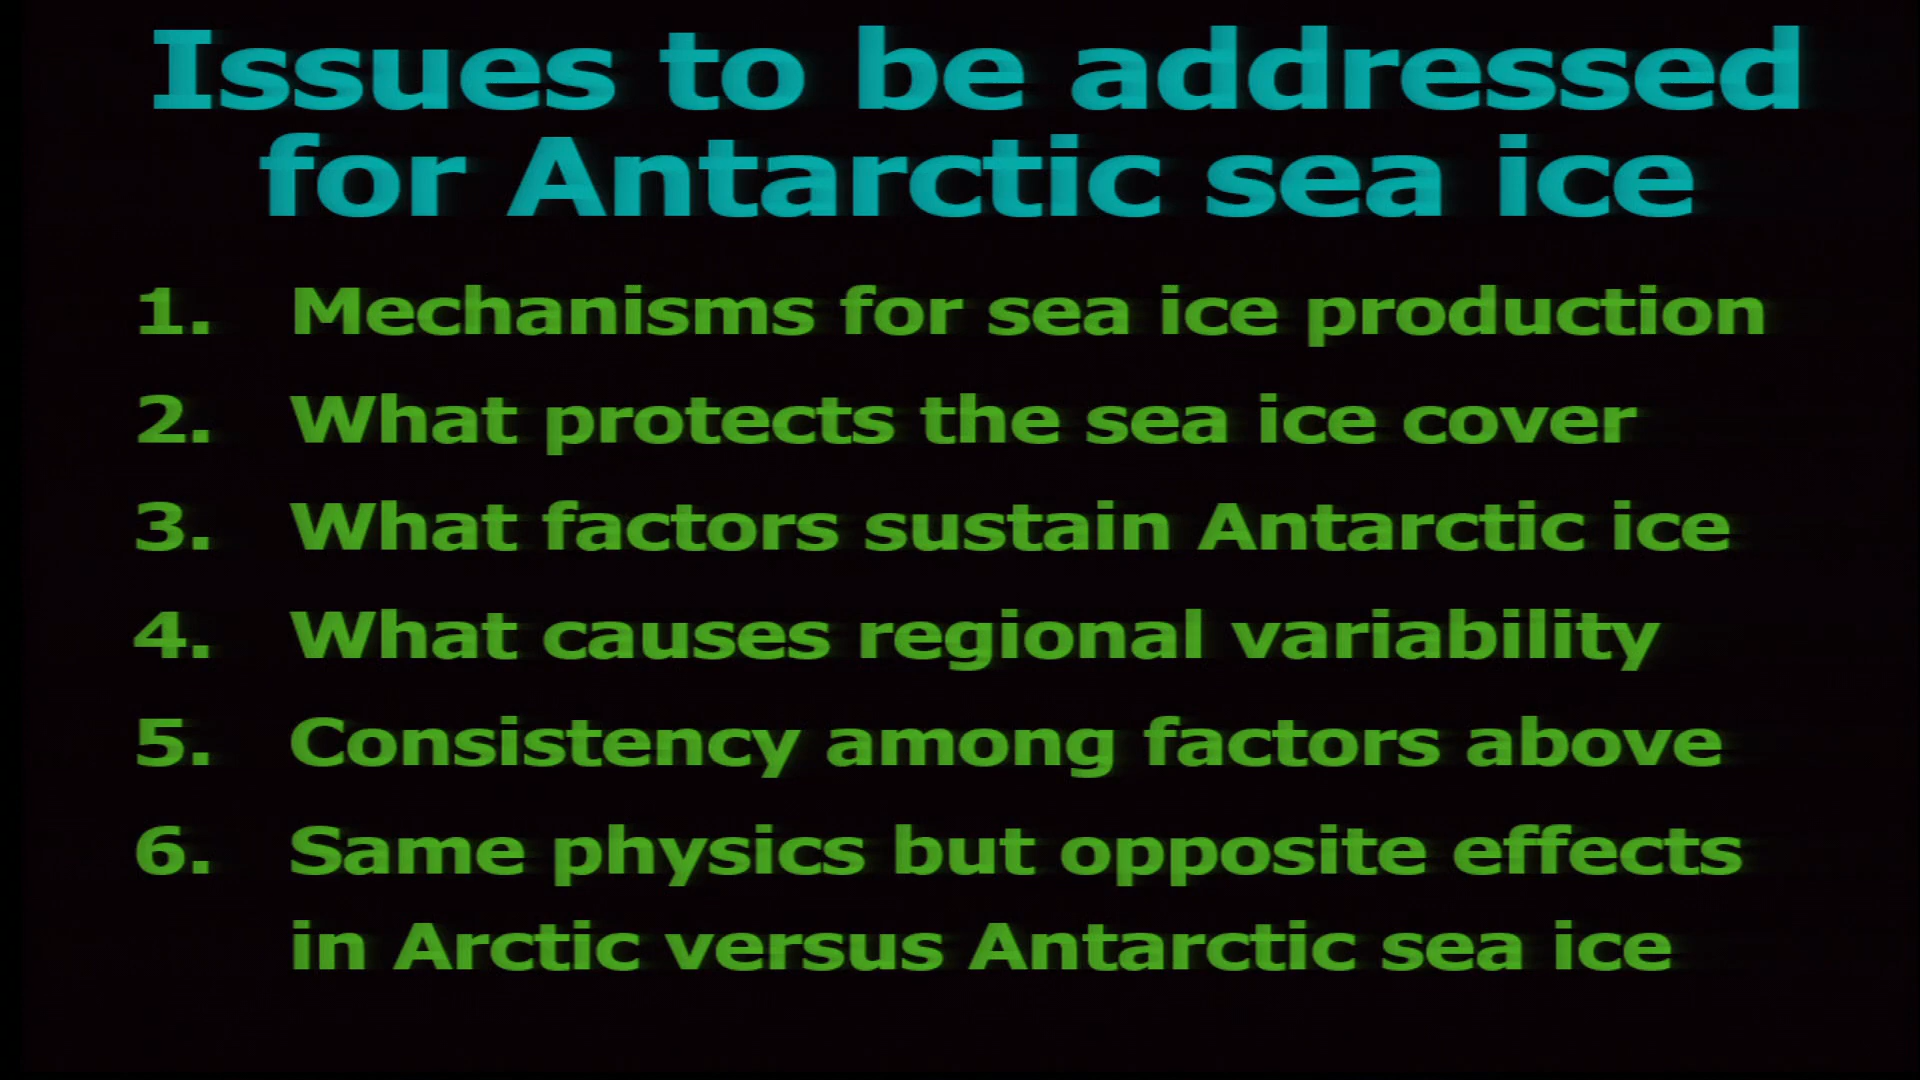 Issues to be addressed
for Antarctic sea ice
1. Mechanisms for sea ice production
2. What protects the sea ice cover
3. What factors sustain Antarctic ice
4. What causes regional variability
5. Consistency among factors above
6. Same physics but opposite effects
in Arctic versus Antarctic sea ice